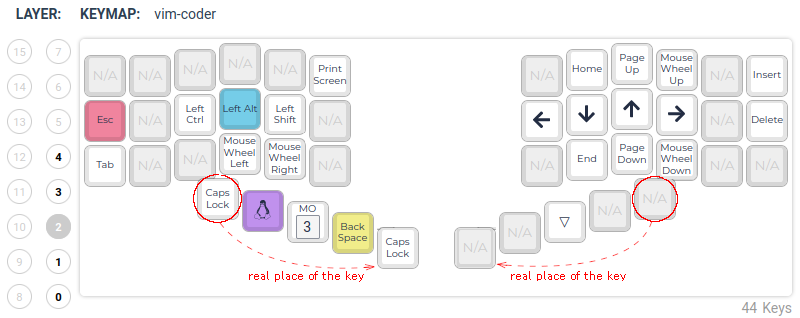 LAYER: KEYMAP: vim-coder
15 7
14 6
13 5
12 4
11 3
10 2
9 1
8 0
N/A N/A N/A N/A N/A Print Screen
Esc N/A Left Ctrl Left Alt Left Shift N/A
Tab N/A N/A Mouse Wheel Left Mouse Wheel Right N/A
Caps Lock MO 3 Back Space Caps Lock
N/A Home Page Up Mouse Wheel Up N/A Insert
← ↓ ↑ → N/A Delete
N/A End Page Down Mouse Wheel Down N/A N/A
N/A N/A ▽ N/A N/A
real place of the key
real place of the key
44 Keys